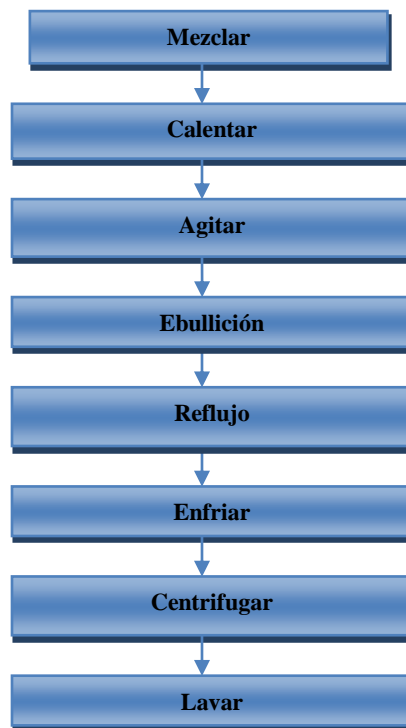 Mezclar
Calentar
Agitar
Ebullición
Reflujo
Enfriar
Centrifugar
Lavar